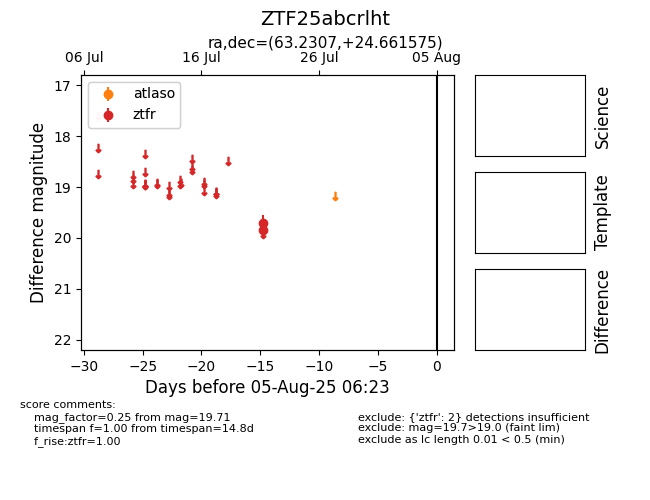 ZTF25abcrlht
ra,dec=(63.2307,+24.661575)
06 Jul 16 Jul 26 Jul 05 Aug
atlaso
ztfr
17
18
19
20
21
22
Difference magnitude
−30 −25 −20 −15 −10 −5 0
Days before 05-Aug-25 06:23
Science
Template
Difference
score comments:
mag_factor=0.25 from mag=19.71
timespan f=1.00 from timespan=14.8d
f_rise:ztfr=1.00
exclude: {'ztfr': 2} detections insufficient
exclude: mag=19.7>19.0 (faint lim)
exclude as lc length 0.01 < 0.5 (min)